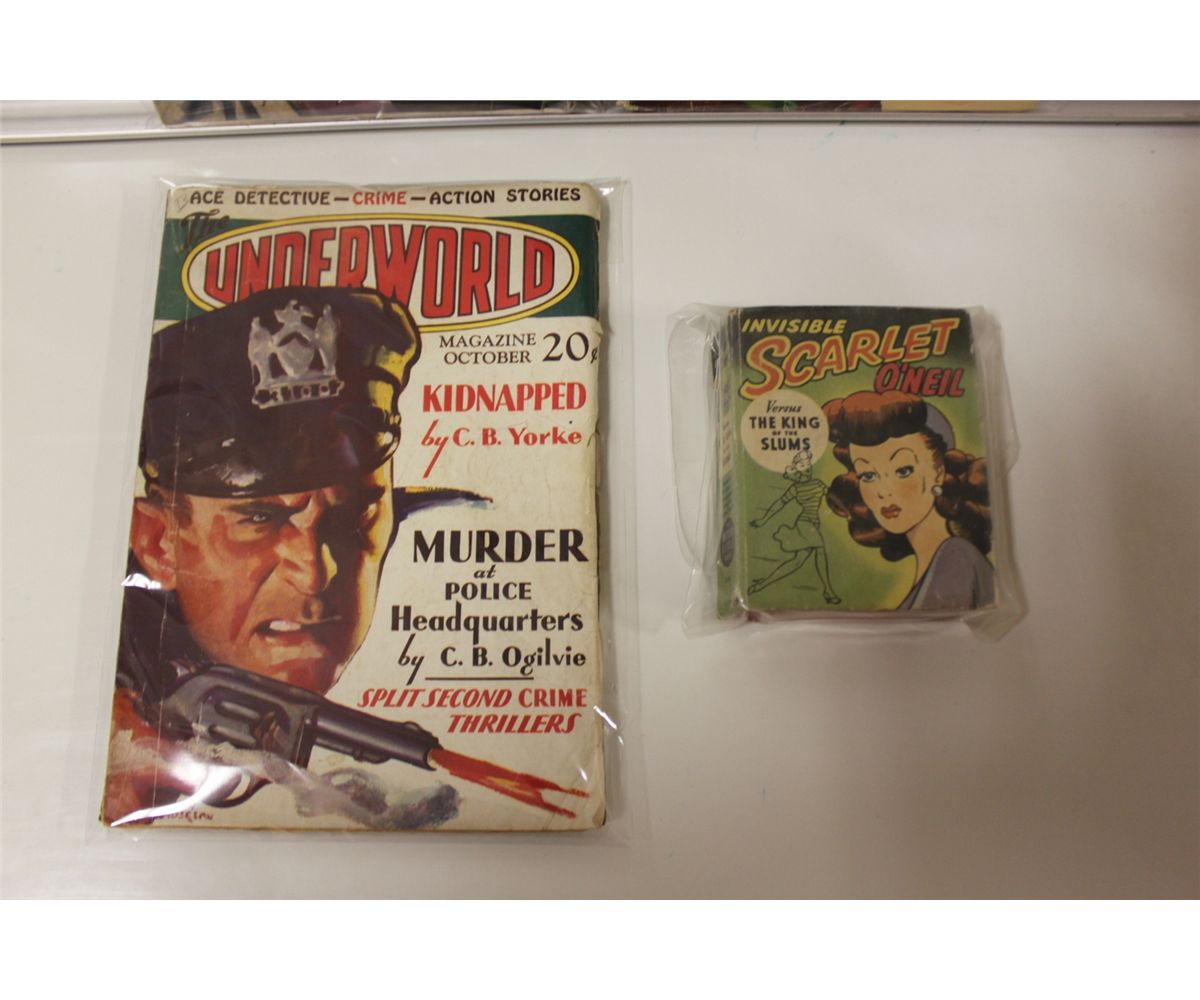 ACE DETECTIVE—CRIME—ACTION STORIES
The
UNDERWORLD
MAGAZINE
OCTOBER 20¢
KIDNAPPED
by C. B. Yorke
MURDER
at
POLICE
Headquarters
by C. B. Ogilvie
SPLIT SECOND CRIME
THRILLERS
INVISIBLE
SCARLET
O'NEIL
Versus
THE KING
OF THE
SLUMS